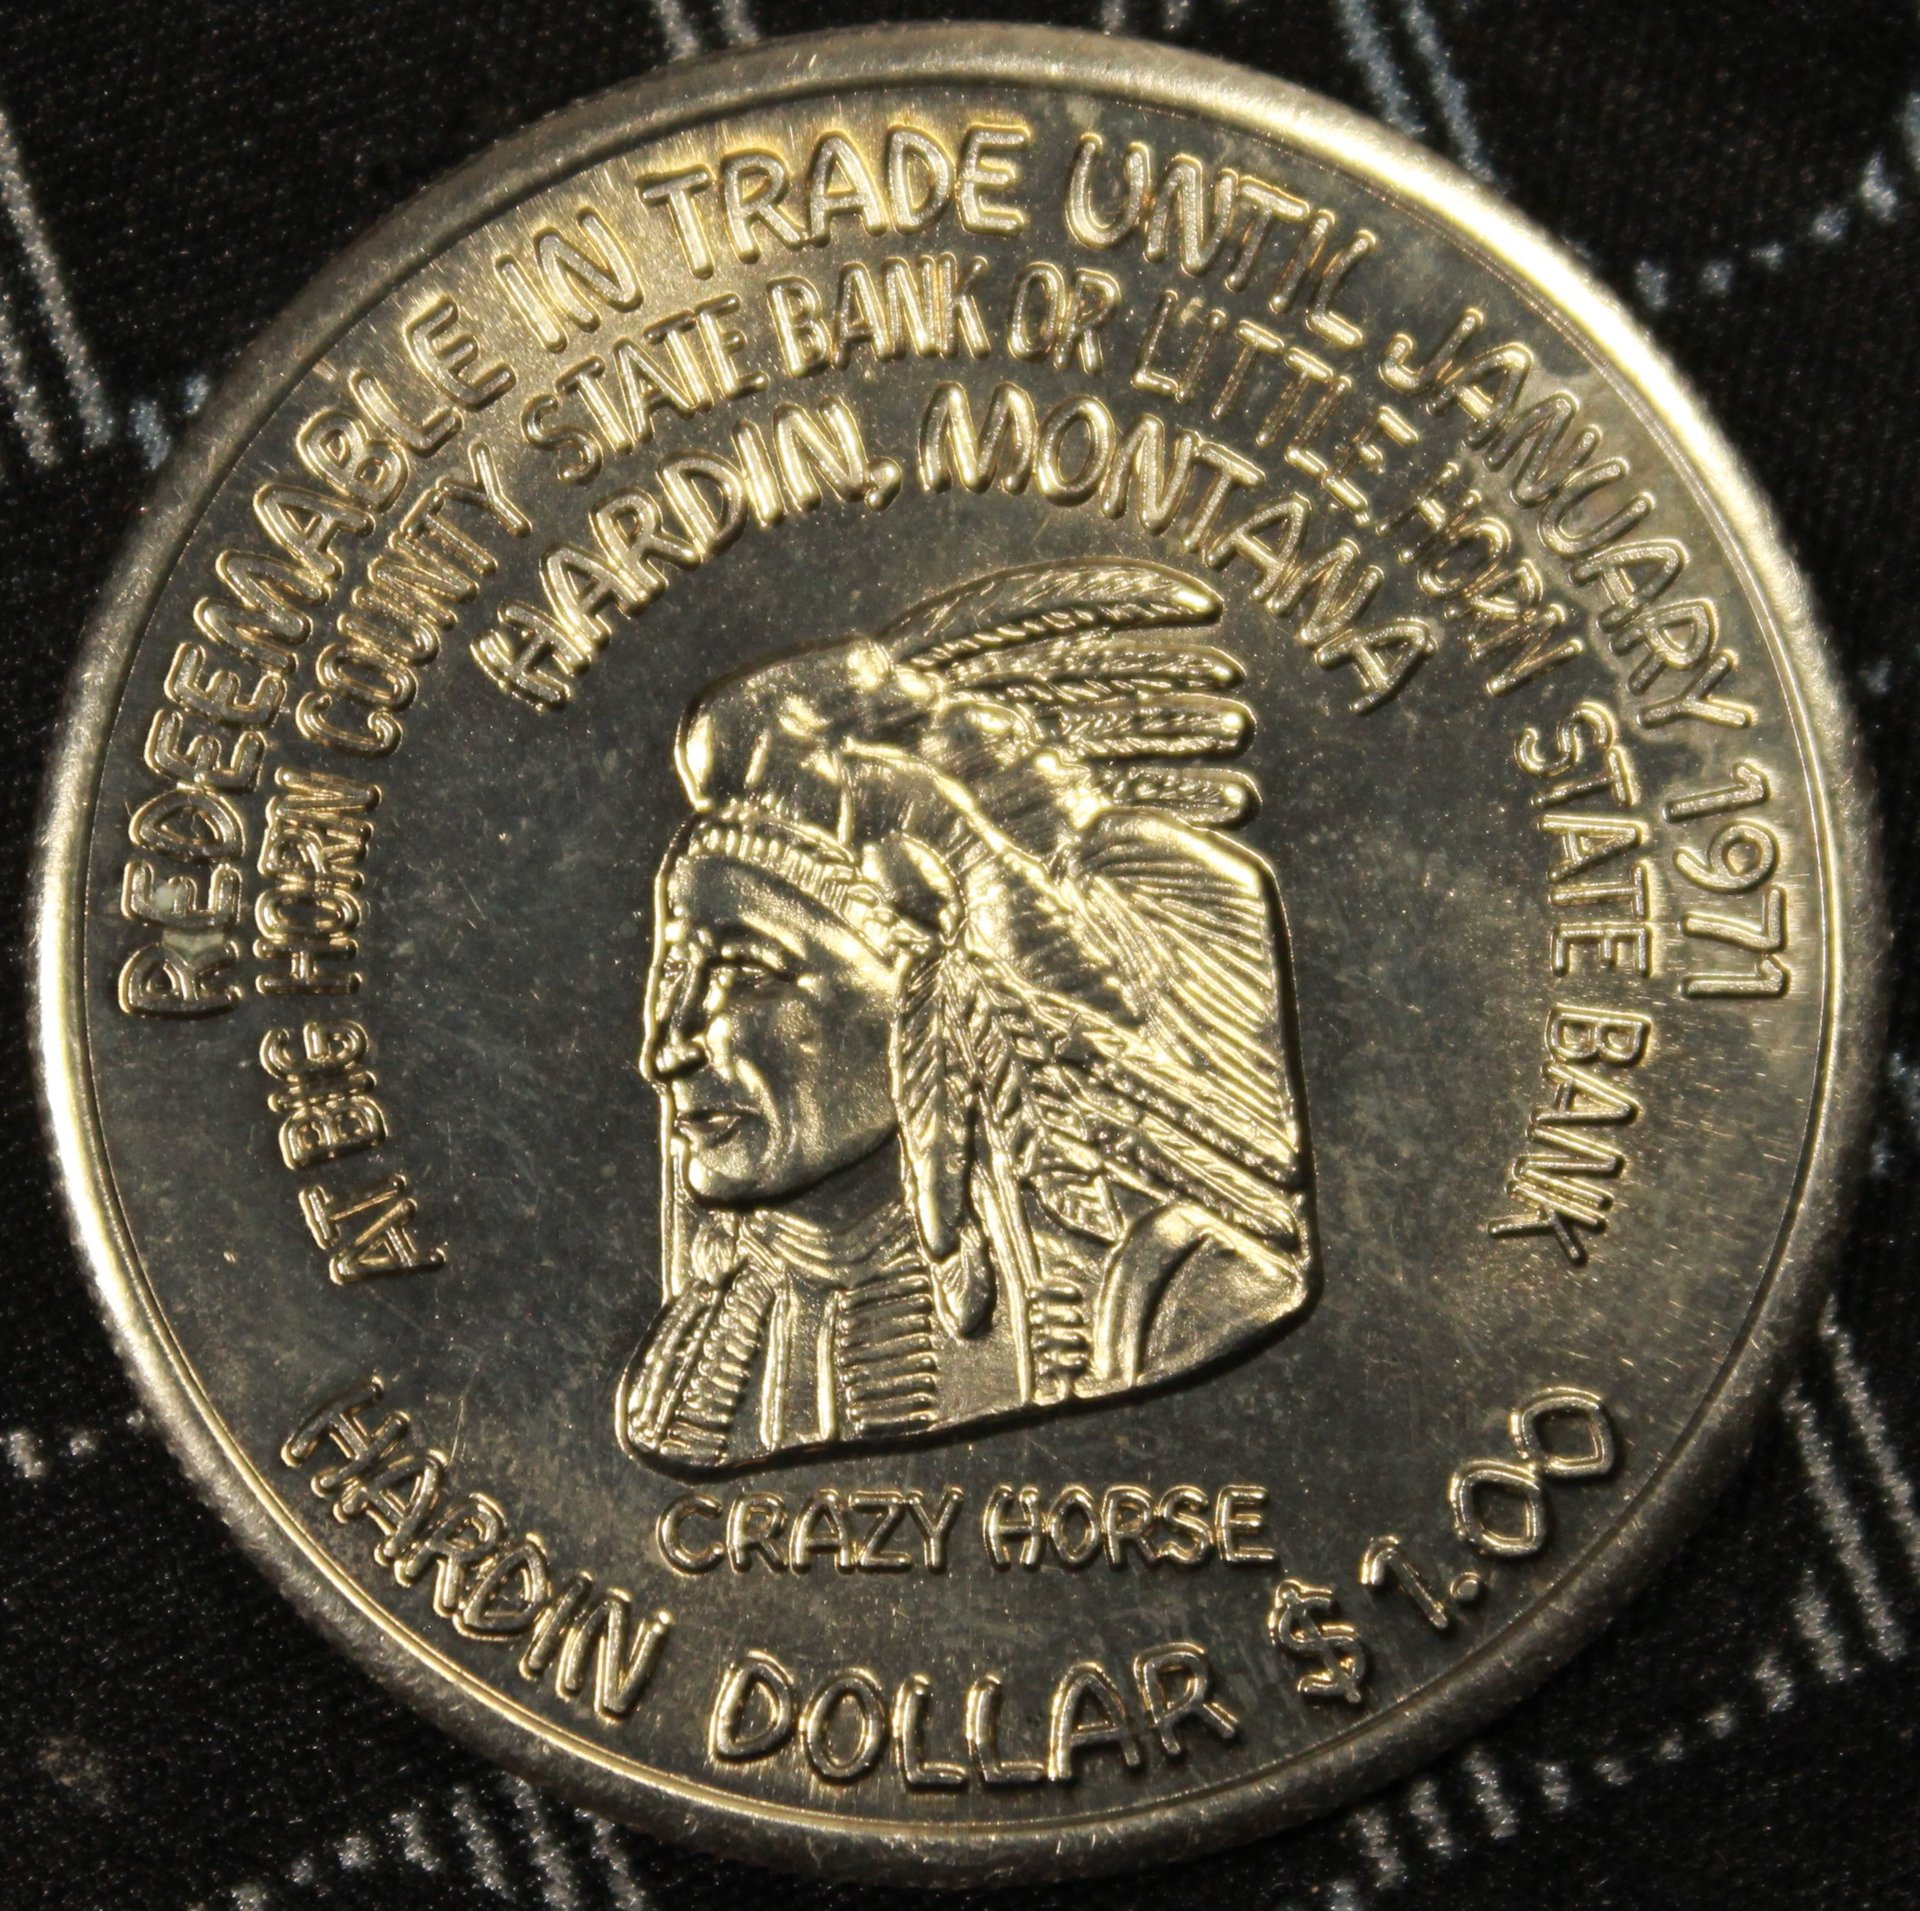 REDEEMABLE IN TRADE UNTIL JANUARY 1971
AT BIG HORN COUNTY STATE BANK OR LITTLE HORN STATE BANK
HARDIN, MONTANA
CRAZY HORSE
HARDIN DOLLAR $1.00